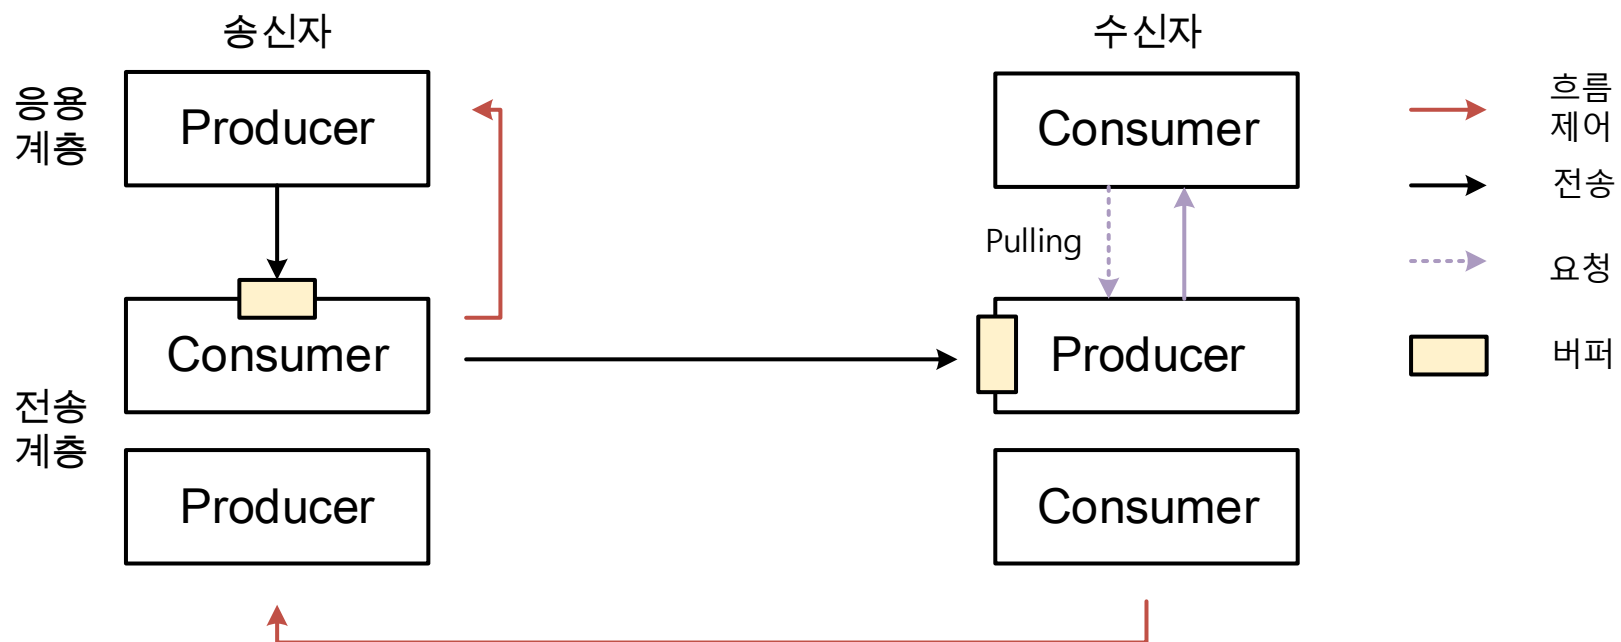 송신자
수신자
응용
계층
Producer
Consumer
흐름
제어
전송
Pulling
요청
Consumer
Producer
버퍼
전송
계층
Producer
Consumer